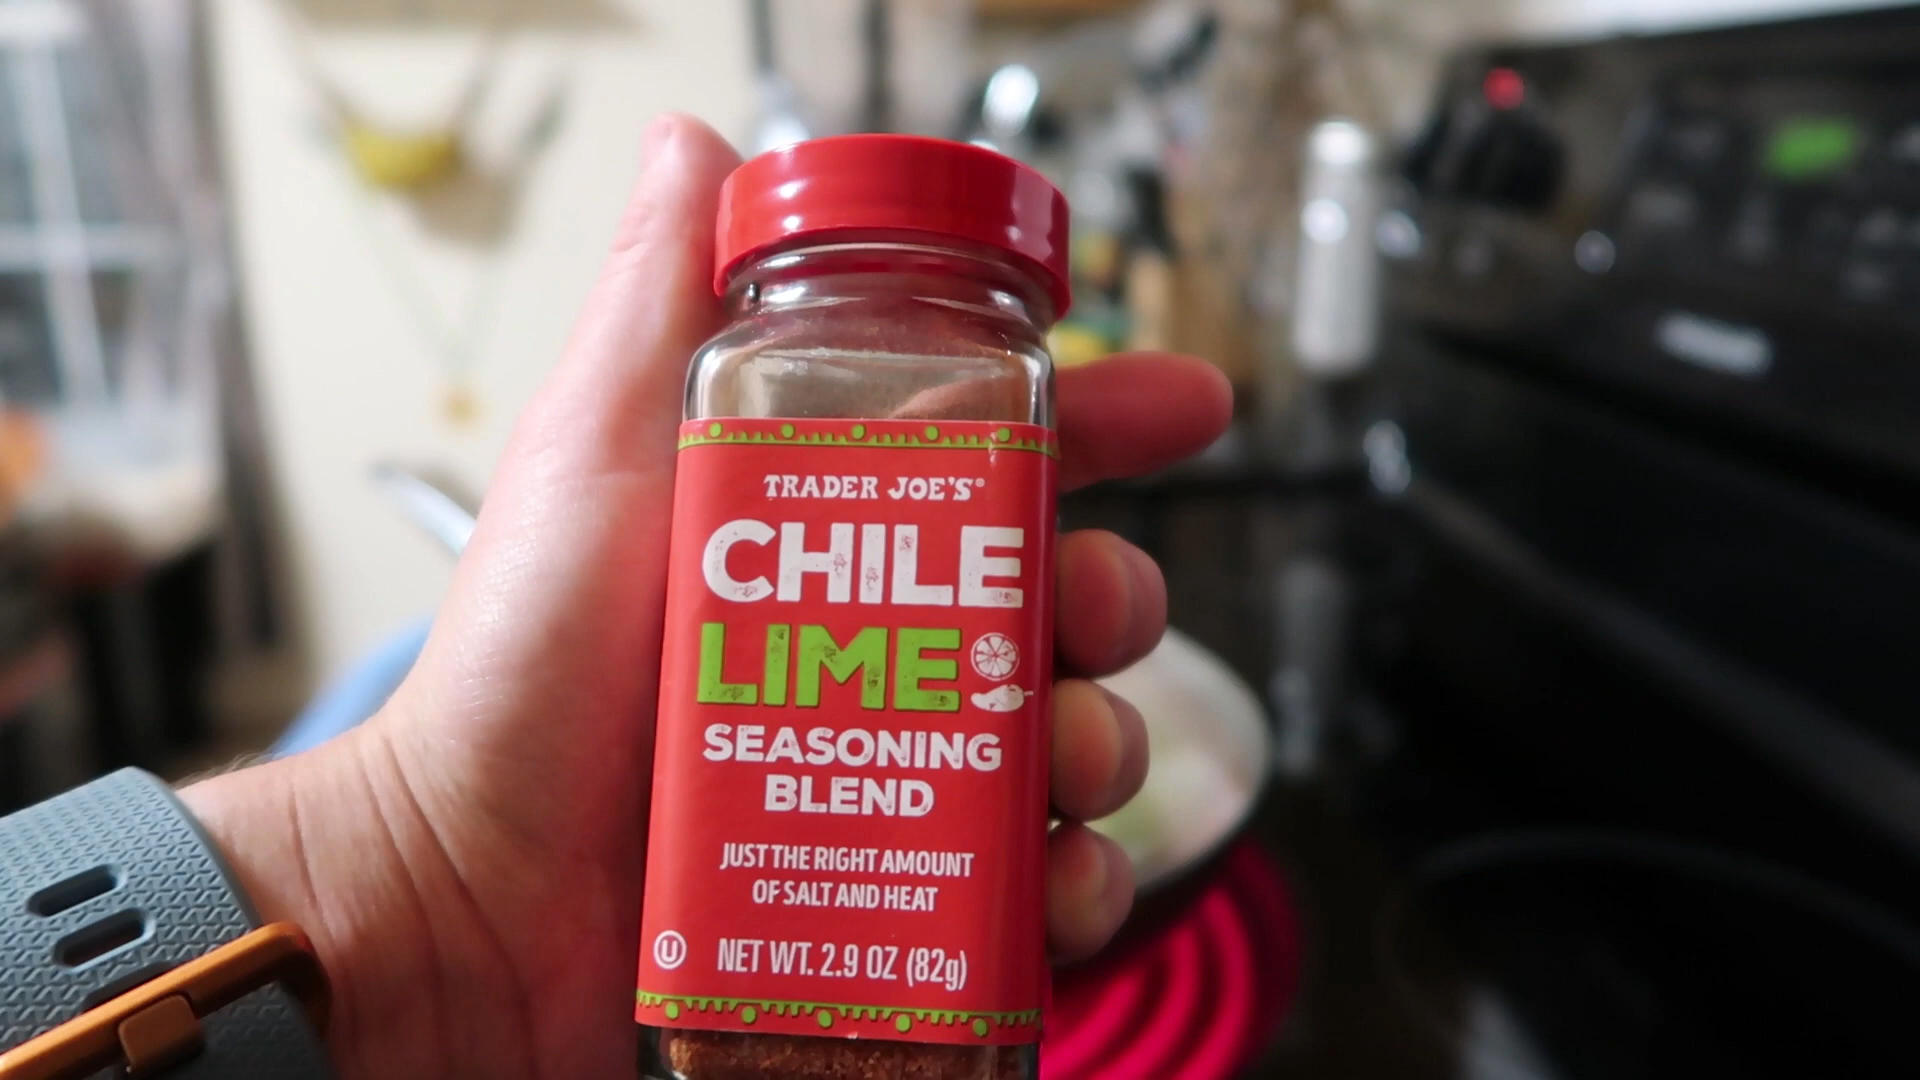 TRADER JOE'S®
CHILE
LIME
SEASONING
BLEND
JUST THE RIGHT AMOUNT
OF SALT AND HEAT
U NET WT. 2.9 OZ (82g)